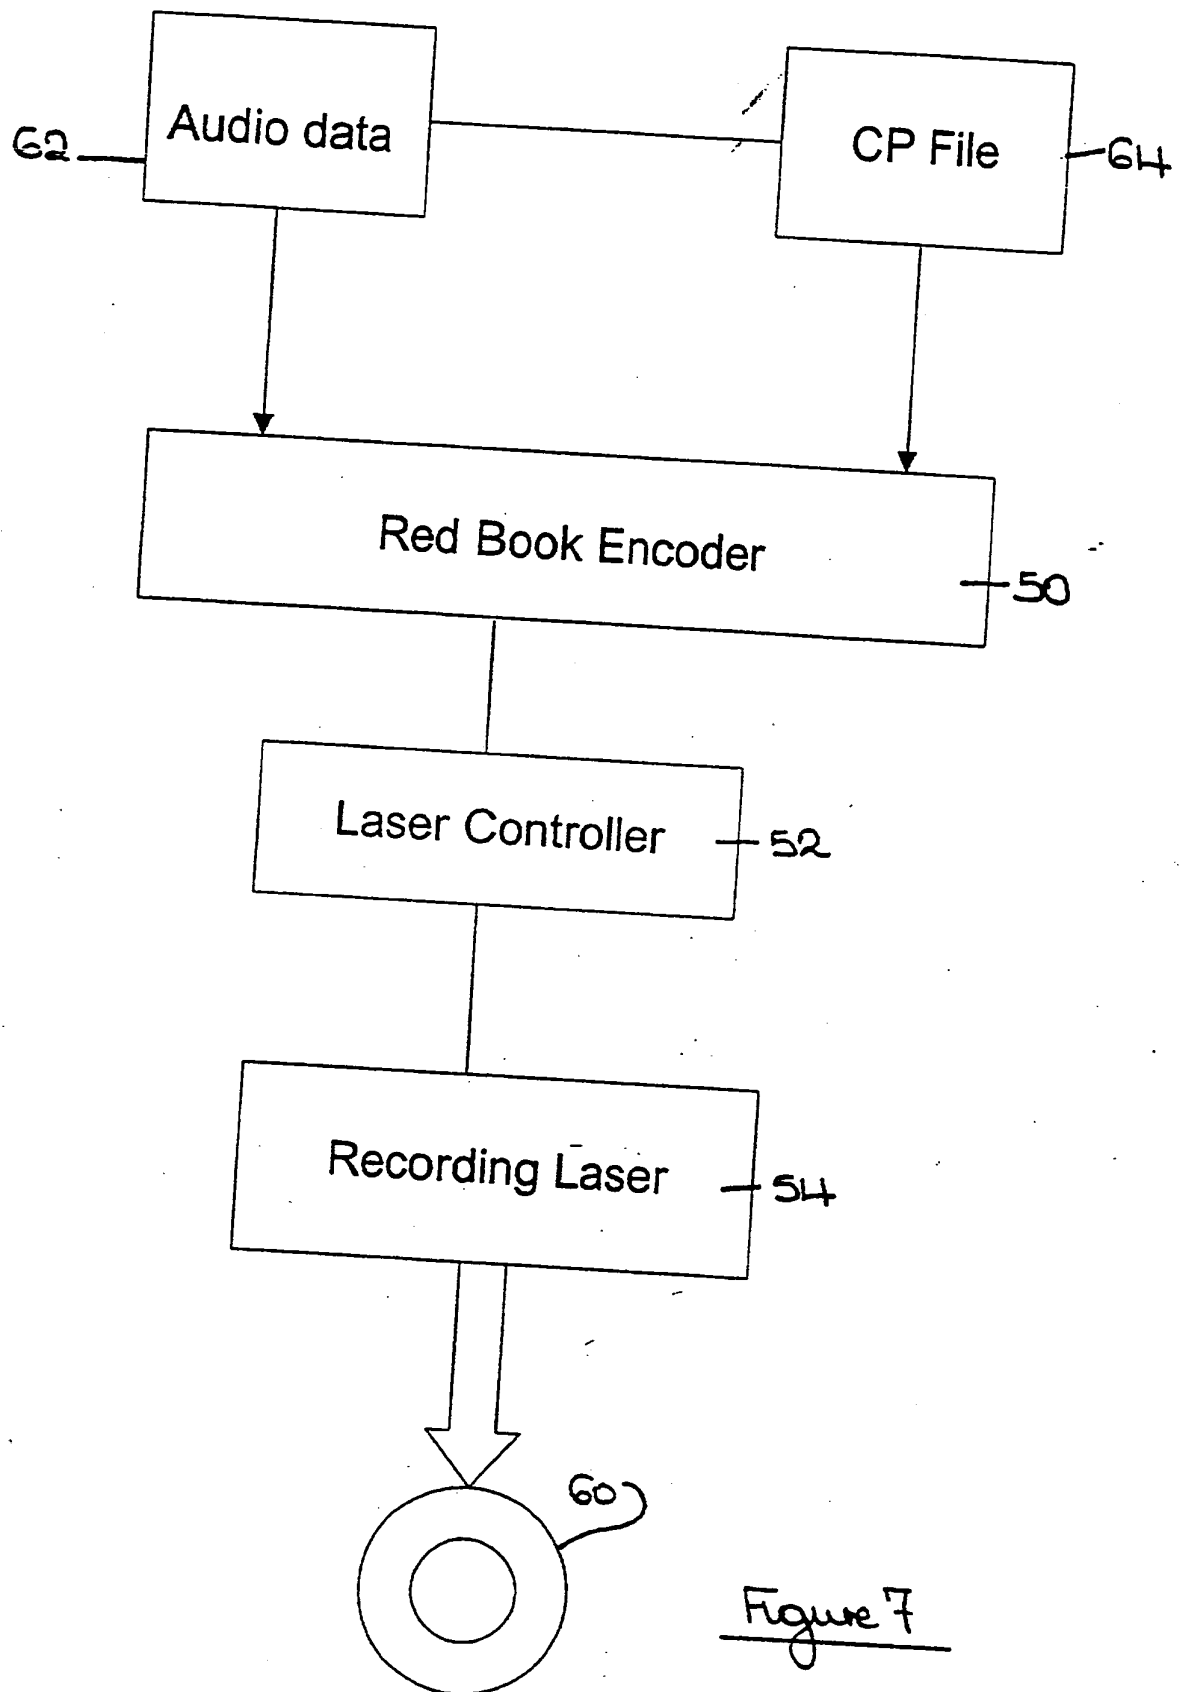 Audio data
62
CP File
64
Red Book Encoder
50
Laser Controller
52
Recording Laser
54
60
Figure 7